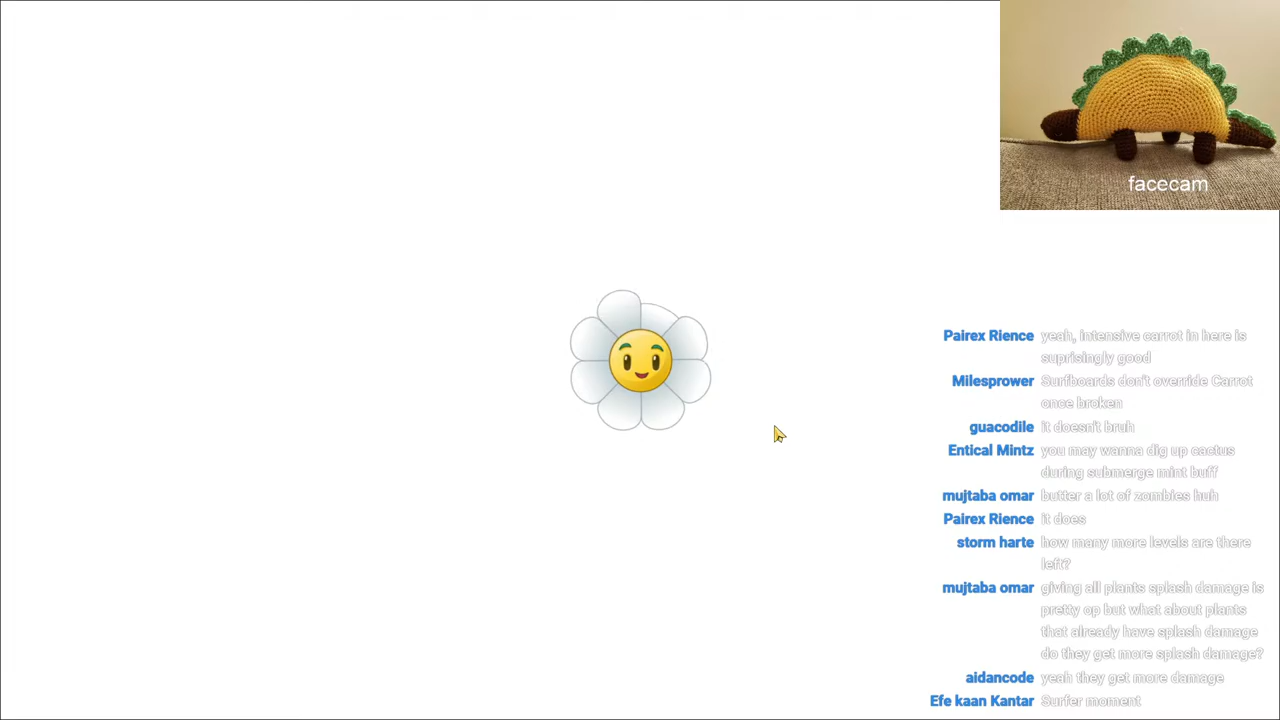 facecam
Pairex Rience yeah, intensive carrot in here is
suprisingly good
Milesprower Surfboards don't override Carrot
once broken
guacodile it doesn't bruh
Entical Mintz you may wanna dig up cactus
during submerge mint buff
mujtaba omar butter a lot of zombies huh
Pairex Rience it does
storm harte how many more levels are there
left?
mujtaba omar giving all plants splash damage is
pretty op but what about plants
that already have splash damage
do they get more splash damage?
aidancode yeah they get more damage
Efe kaan Kantar Surfer moment